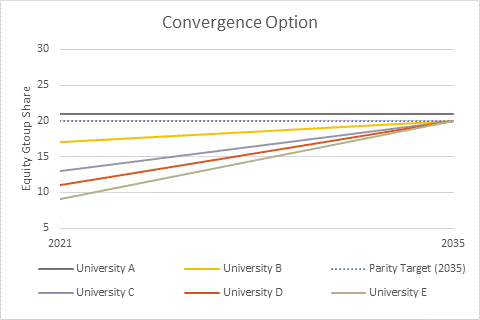 Convergence Option
30
25
20
15
10
5
Equity Gtoup Share
2021 2035
University A University B Parity Target (2035)
University C University D University E